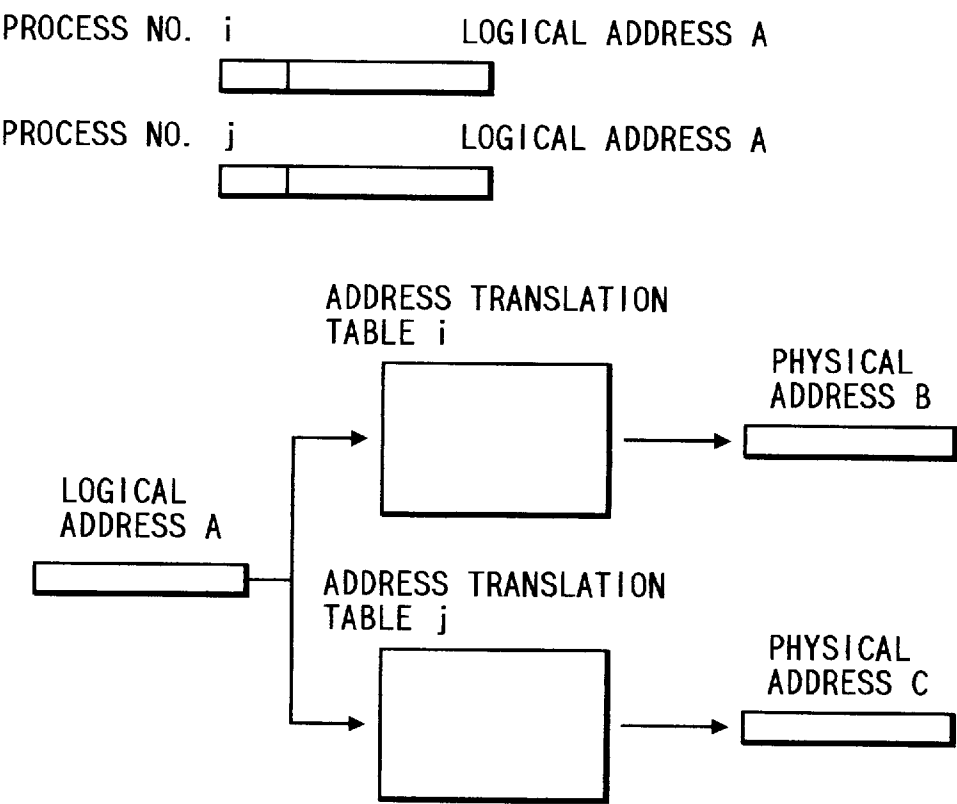 PROCESS NO. i LOGICAL ADDRESS A
PROCESS NO. j LOGICAL ADDRESS A
ADDRESS TRANSLATION
TABLE i
PHYSICAL
ADDRESS B
LOGICAL
ADDRESS A
ADDRESS TRANSLATION
TABLE j
PHYSICAL
ADDRESS C